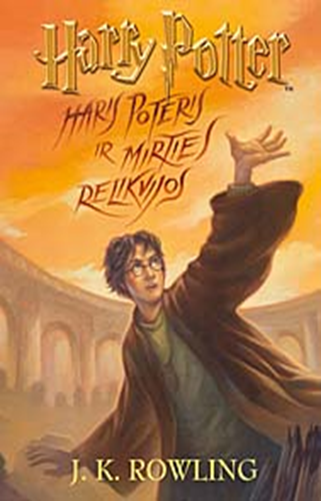 Harry Potter
HARIS POTERIS
IR MIRTIES
RELIKVIJOS
J. K. ROWLING